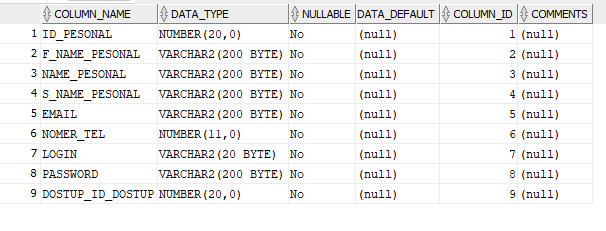 COLUMN_NAME DATA_TYPE NULLABLE DATA_DEFAULT COLUMN_ID COMMENTS
1 ID_PESONAL NUMBER(20,0) No (null) 1 (null)
2 F_NAME_PESONAL VARCHAR2(200 BYTE) No (null) 2 (null)
3 NAME_PESONAL VARCHAR2(200 BYTE) No (null) 3 (null)
4 S_NAME_PESONAL VARCHAR2(200 BYTE) No (null) 4 (null)
5 EMAIL VARCHAR2(200 BYTE) No (null) 5 (null)
6 NOMER_TEL NUMBER(11,0) No (null) 6 (null)
7 LOGIN VARCHAR2(20 BYTE) No (null) 7 (null)
8 PASSWORD VARCHAR2(200 BYTE) No (null) 8 (null)
9 DOSTUP_ID_DOSTUP NUMBER(20,0) No (null) 9 (null)